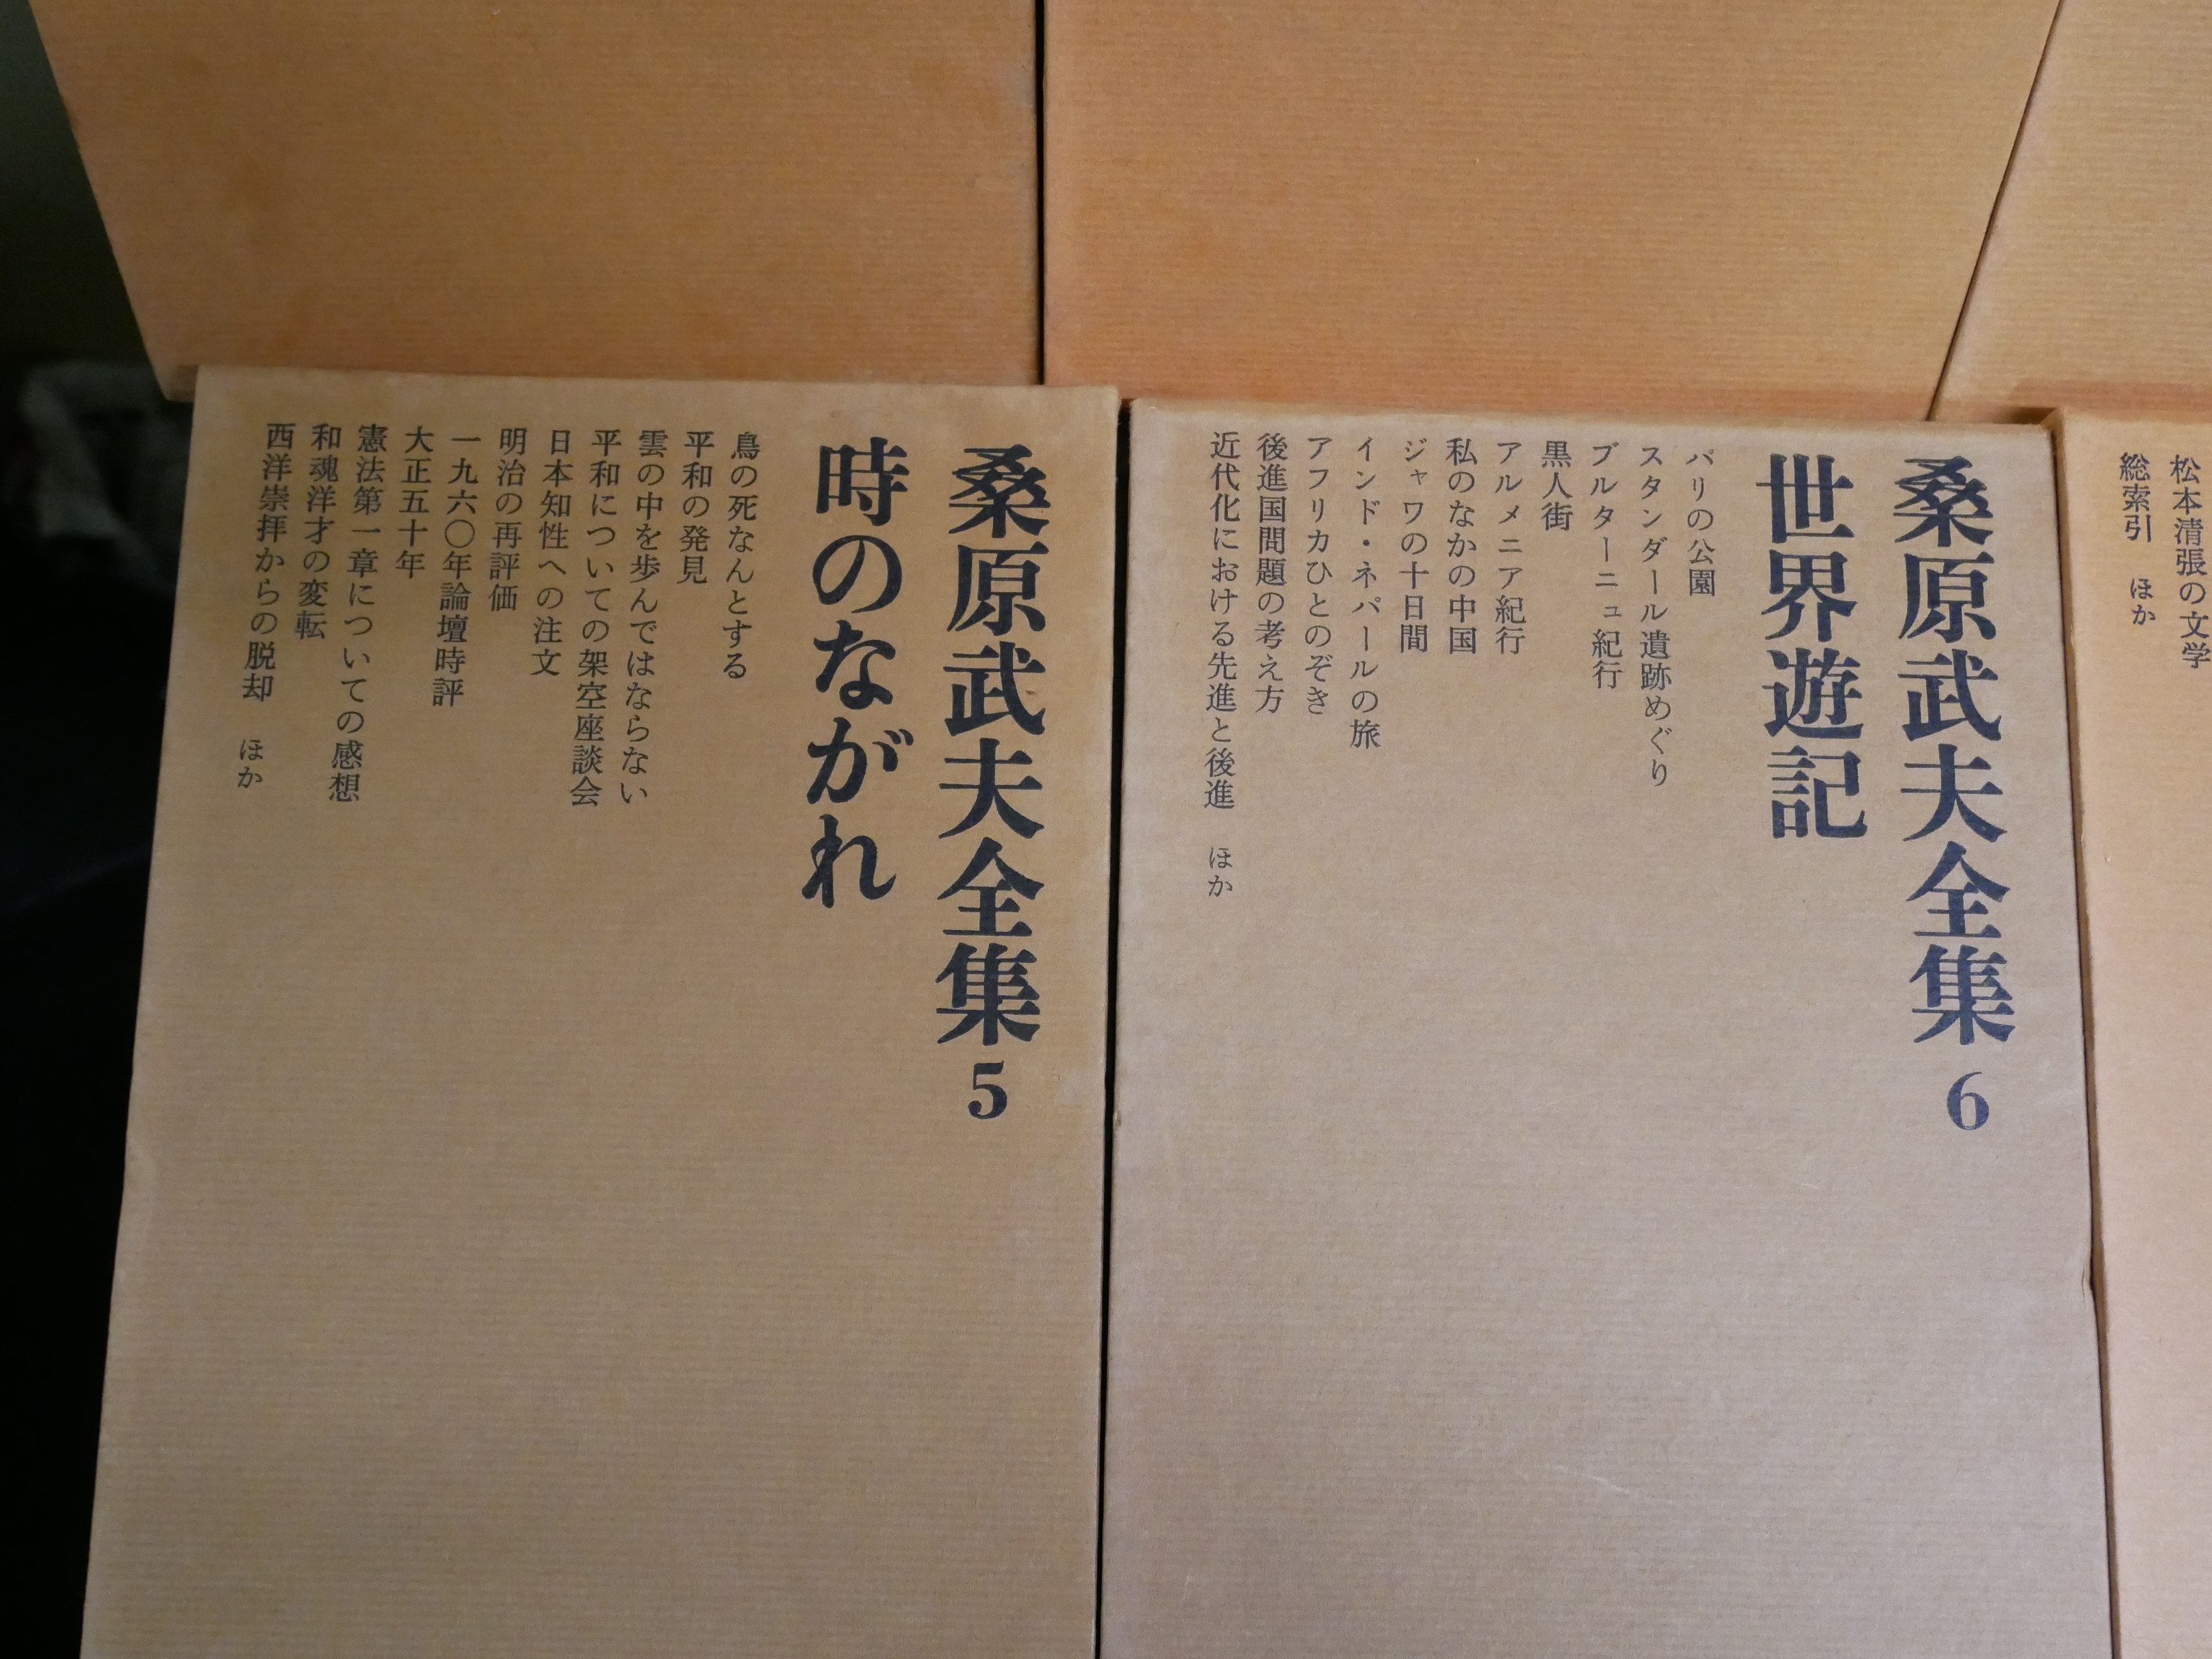 桑原武夫全集5
時のながれ
鳥の死なんとする
平和の発見
雲の中を歩んではならない
平和についての架空座談会
日本知性への注文
明治の再評価
一九六〇年論壇時評
大正五十年
憲法第一章についての感想
和魂洋才の変転
西洋崇拝からの脱却 ほか
桑原武夫全集6
世界遊記
パリの公園
スタンダール遺跡めぐり
ブルターニュ紀行
黒人街
アルメニア紀行
私のなかの中国
ジャワの十日間
インド・ネパールの旅
アフリカひとのぞき
後進国問題の考え方
近代化における先進と後進 ほか
松本清張の文学
総索引 ほか